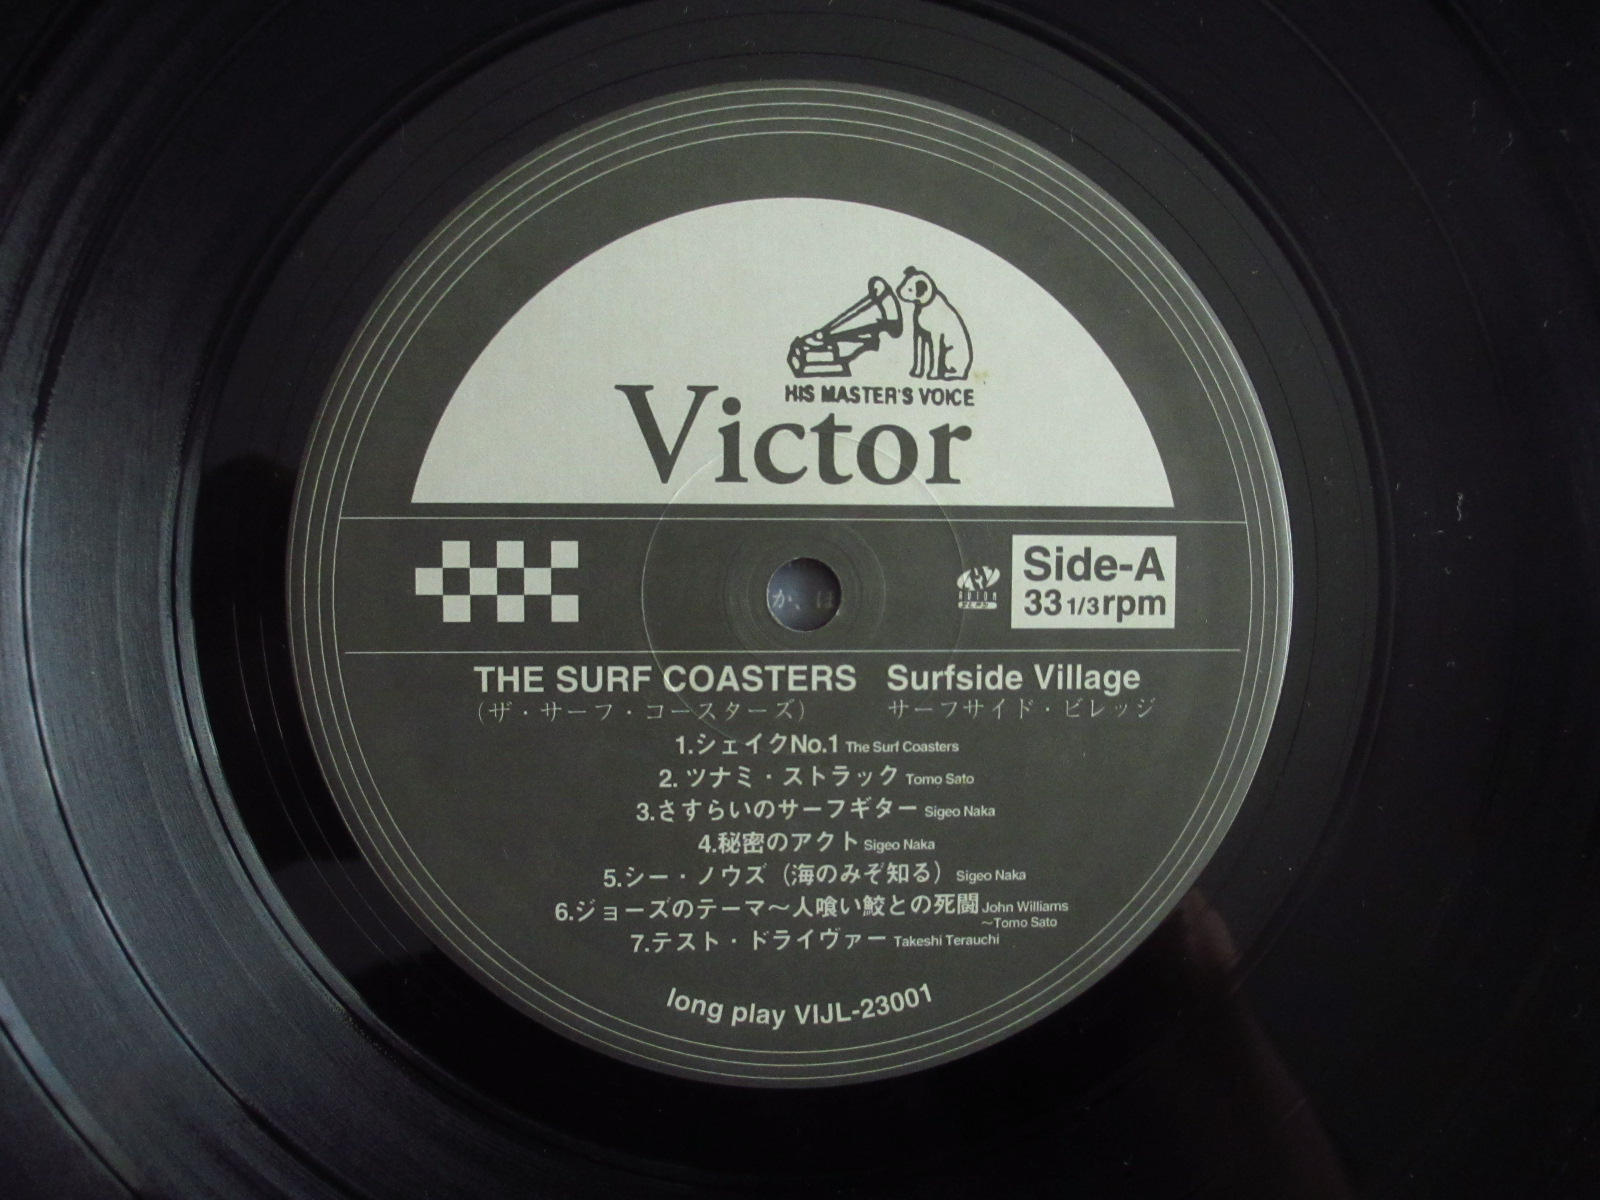 HIS MASTER'S VOICE
Victor
Side-A
33 1/3 rpm
THE SURF COASTERS Surfside Village
(ザ・サーフ・コースターズ) サーフサイド・ビレッジ
1.シェイクNo.1 The Surf Coasters
2. ツナミ・ストラック Tomo Sato
3.さすらいのサーフギター Sigeo Naka
4.秘密のアクト Sigeo Naka
5.シー・ノウズ（海のみぞ知る） Sigeo Naka
6.ジョーズのテーマ～人喰い鮫との死闘 John Williams
～Tomo Sato
7.テスト・ドライヴァー Takeshi Terauchi
long play VIJL-23001